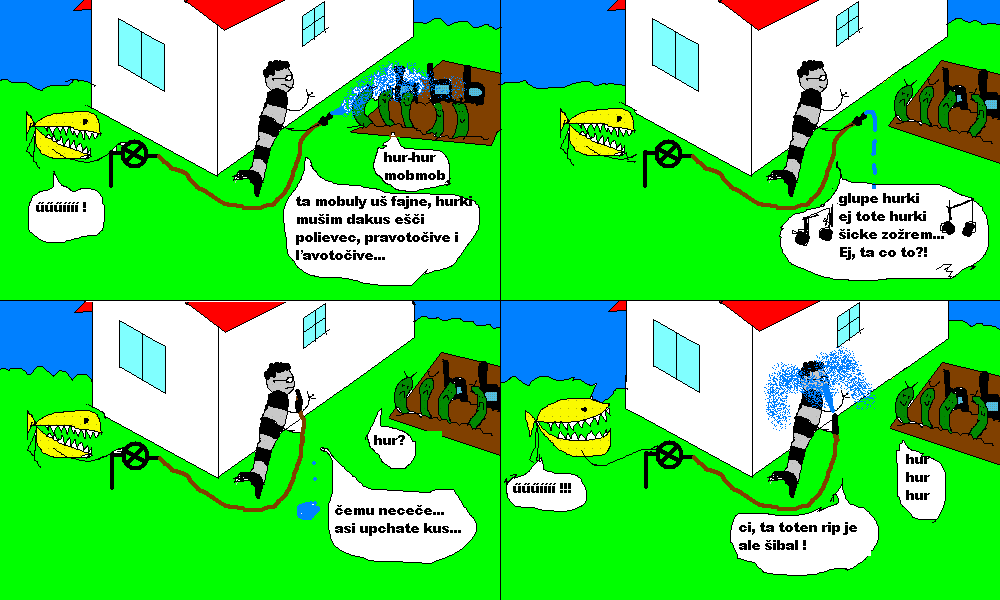 űűűíííí !
hur-hur
mobmob
ta mobuly uš fajne, hurki
mušim dakus ešči
polievec, pravotočive i
ľavotočive...
glupe hurki
ej tote hurki
šicke zožrem...
Ej, ta co to?!
hur?
čemu neceče...
asi upchate kus...
űűűíííí !!!
hur
hur
hur
ci, ta toten rip je
ale šibal !